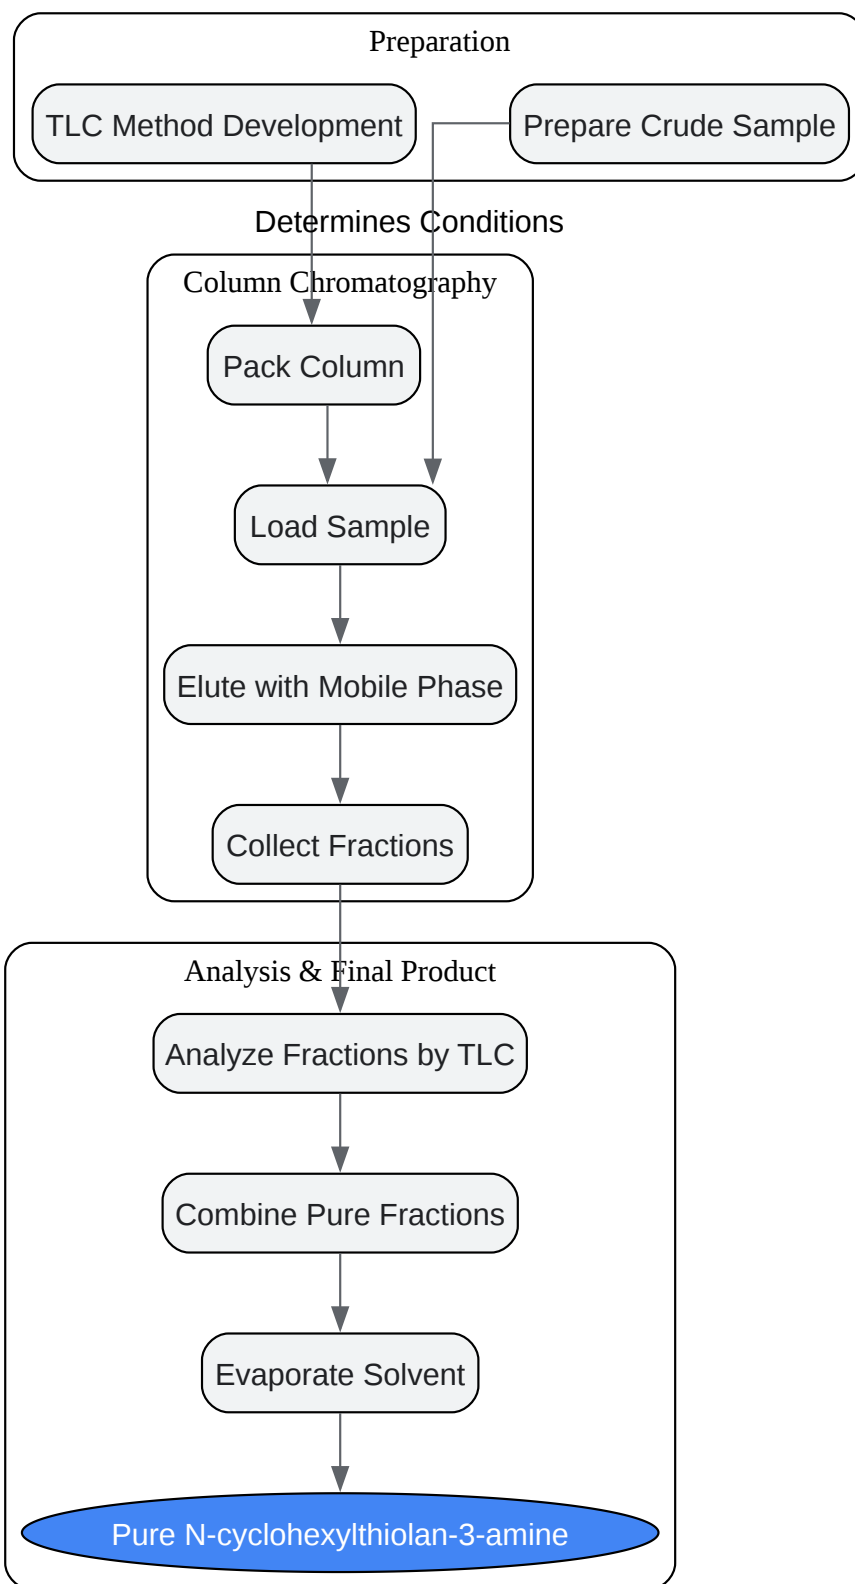 Preparation
TLC Method Development
Prepare Crude Sample
Determines Conditions
Column Chromatography
Pack Column
Load Sample
Elute with Mobile Phase
Collect Fractions
Analysis & Final Product
Analyze Fractions by TLC
Combine Pure Fractions
Evaporate Solvent
Pure N-cyclohexylthiolan-3-amine